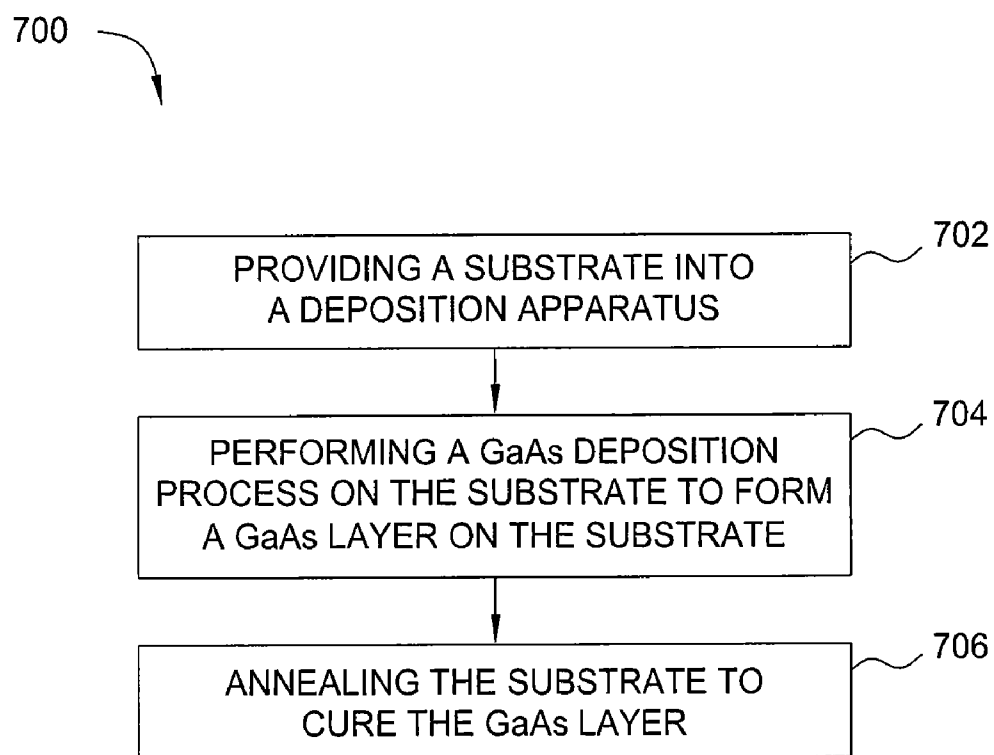 700
702
PROVIDING A SUBSTRATE INTO
A DEPOSITION APPARATUS
704
PERFORMING A GaAs DEPOSITION
PROCESS ON THE SUBSTRATE TO FORM
A GaAs LAYER ON THE SUBSTRATE
706
ANNEALING THE SUBSTRATE TO
CURE THE GaAs LAYER